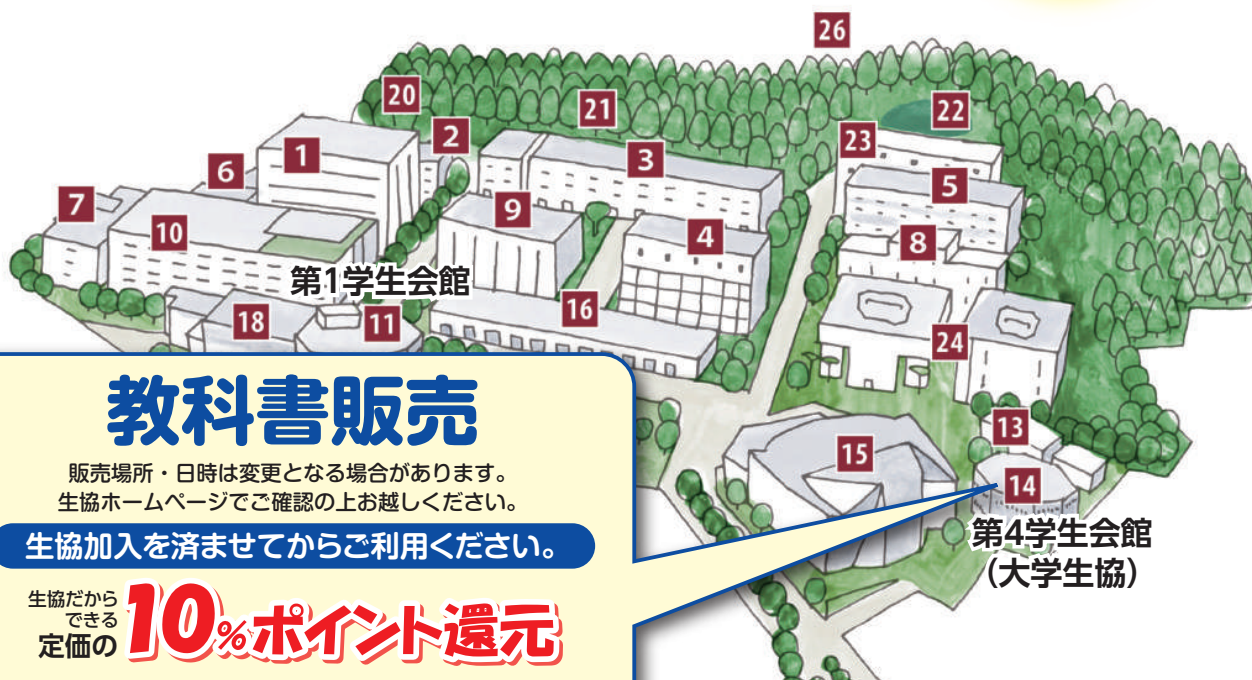 26
20
21
22
2
23
1
3
6
5
7
9
10
4
8
第1学生会館
18
11
16
24
教科書販売
販売場所・日時は変更となる場合があります。
生協ホームページでご確認の上お越しください。
生協加入を済ませてからご利用ください。
生協だから
できる
定価の
10%ポイント還元
13
15
14
第4学生会館
(大学生協)